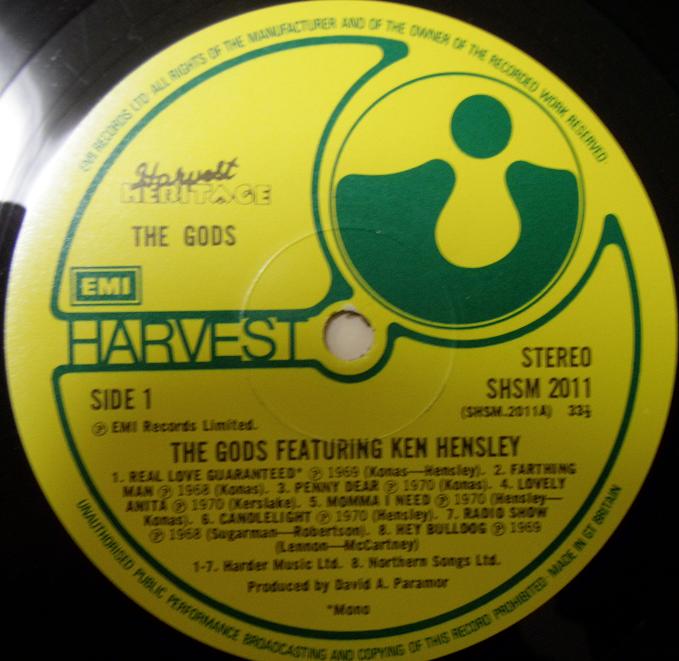 EMI RECORDS LTD ALL RIGHTS OF THE MANUFACTURER AND OF THE OWNER OF THE RECORDED WORK RESERVED.
Harvest
HERITAGE
THE GODS
EMI
HARVEST
STEREO
SIDE 1
SHSM 2011
(SHSM.2011A) 33⅓
Ⓟ EMI Records Limited.
THE GODS FEATURING KEN HENSLEY
1. REAL LOVE GUARANTEED* Ⓟ 1969 (Konas—Hensley). 2. FARTHING
MAN Ⓟ 1968 (Konas). 3. PENNY DEAR Ⓟ 1970 (Konas). 4. LOVELY
ANITA Ⓟ 1970 (Kerslake). 5. MOMMA I NEED Ⓟ 1970 (Hensley—
Konas). 6. CANDLELIGHT Ⓟ 1970 (Hensley). 7. RADIO SHOW
Ⓟ 1968 (Sugarman—Robertson). 8. HEY BULLDOG Ⓟ 1969
(Lennon—McCartney)
1-7. Harder Music Ltd. 8. Northern Songs Ltd.
Produced by David A. Paramor
*Mono
UNAUTHORISED PUBLIC PERFORMANCE BROADCASTING AND COPYING OF THIS RECORD PROHIBITED. MADE IN GT BRITAIN